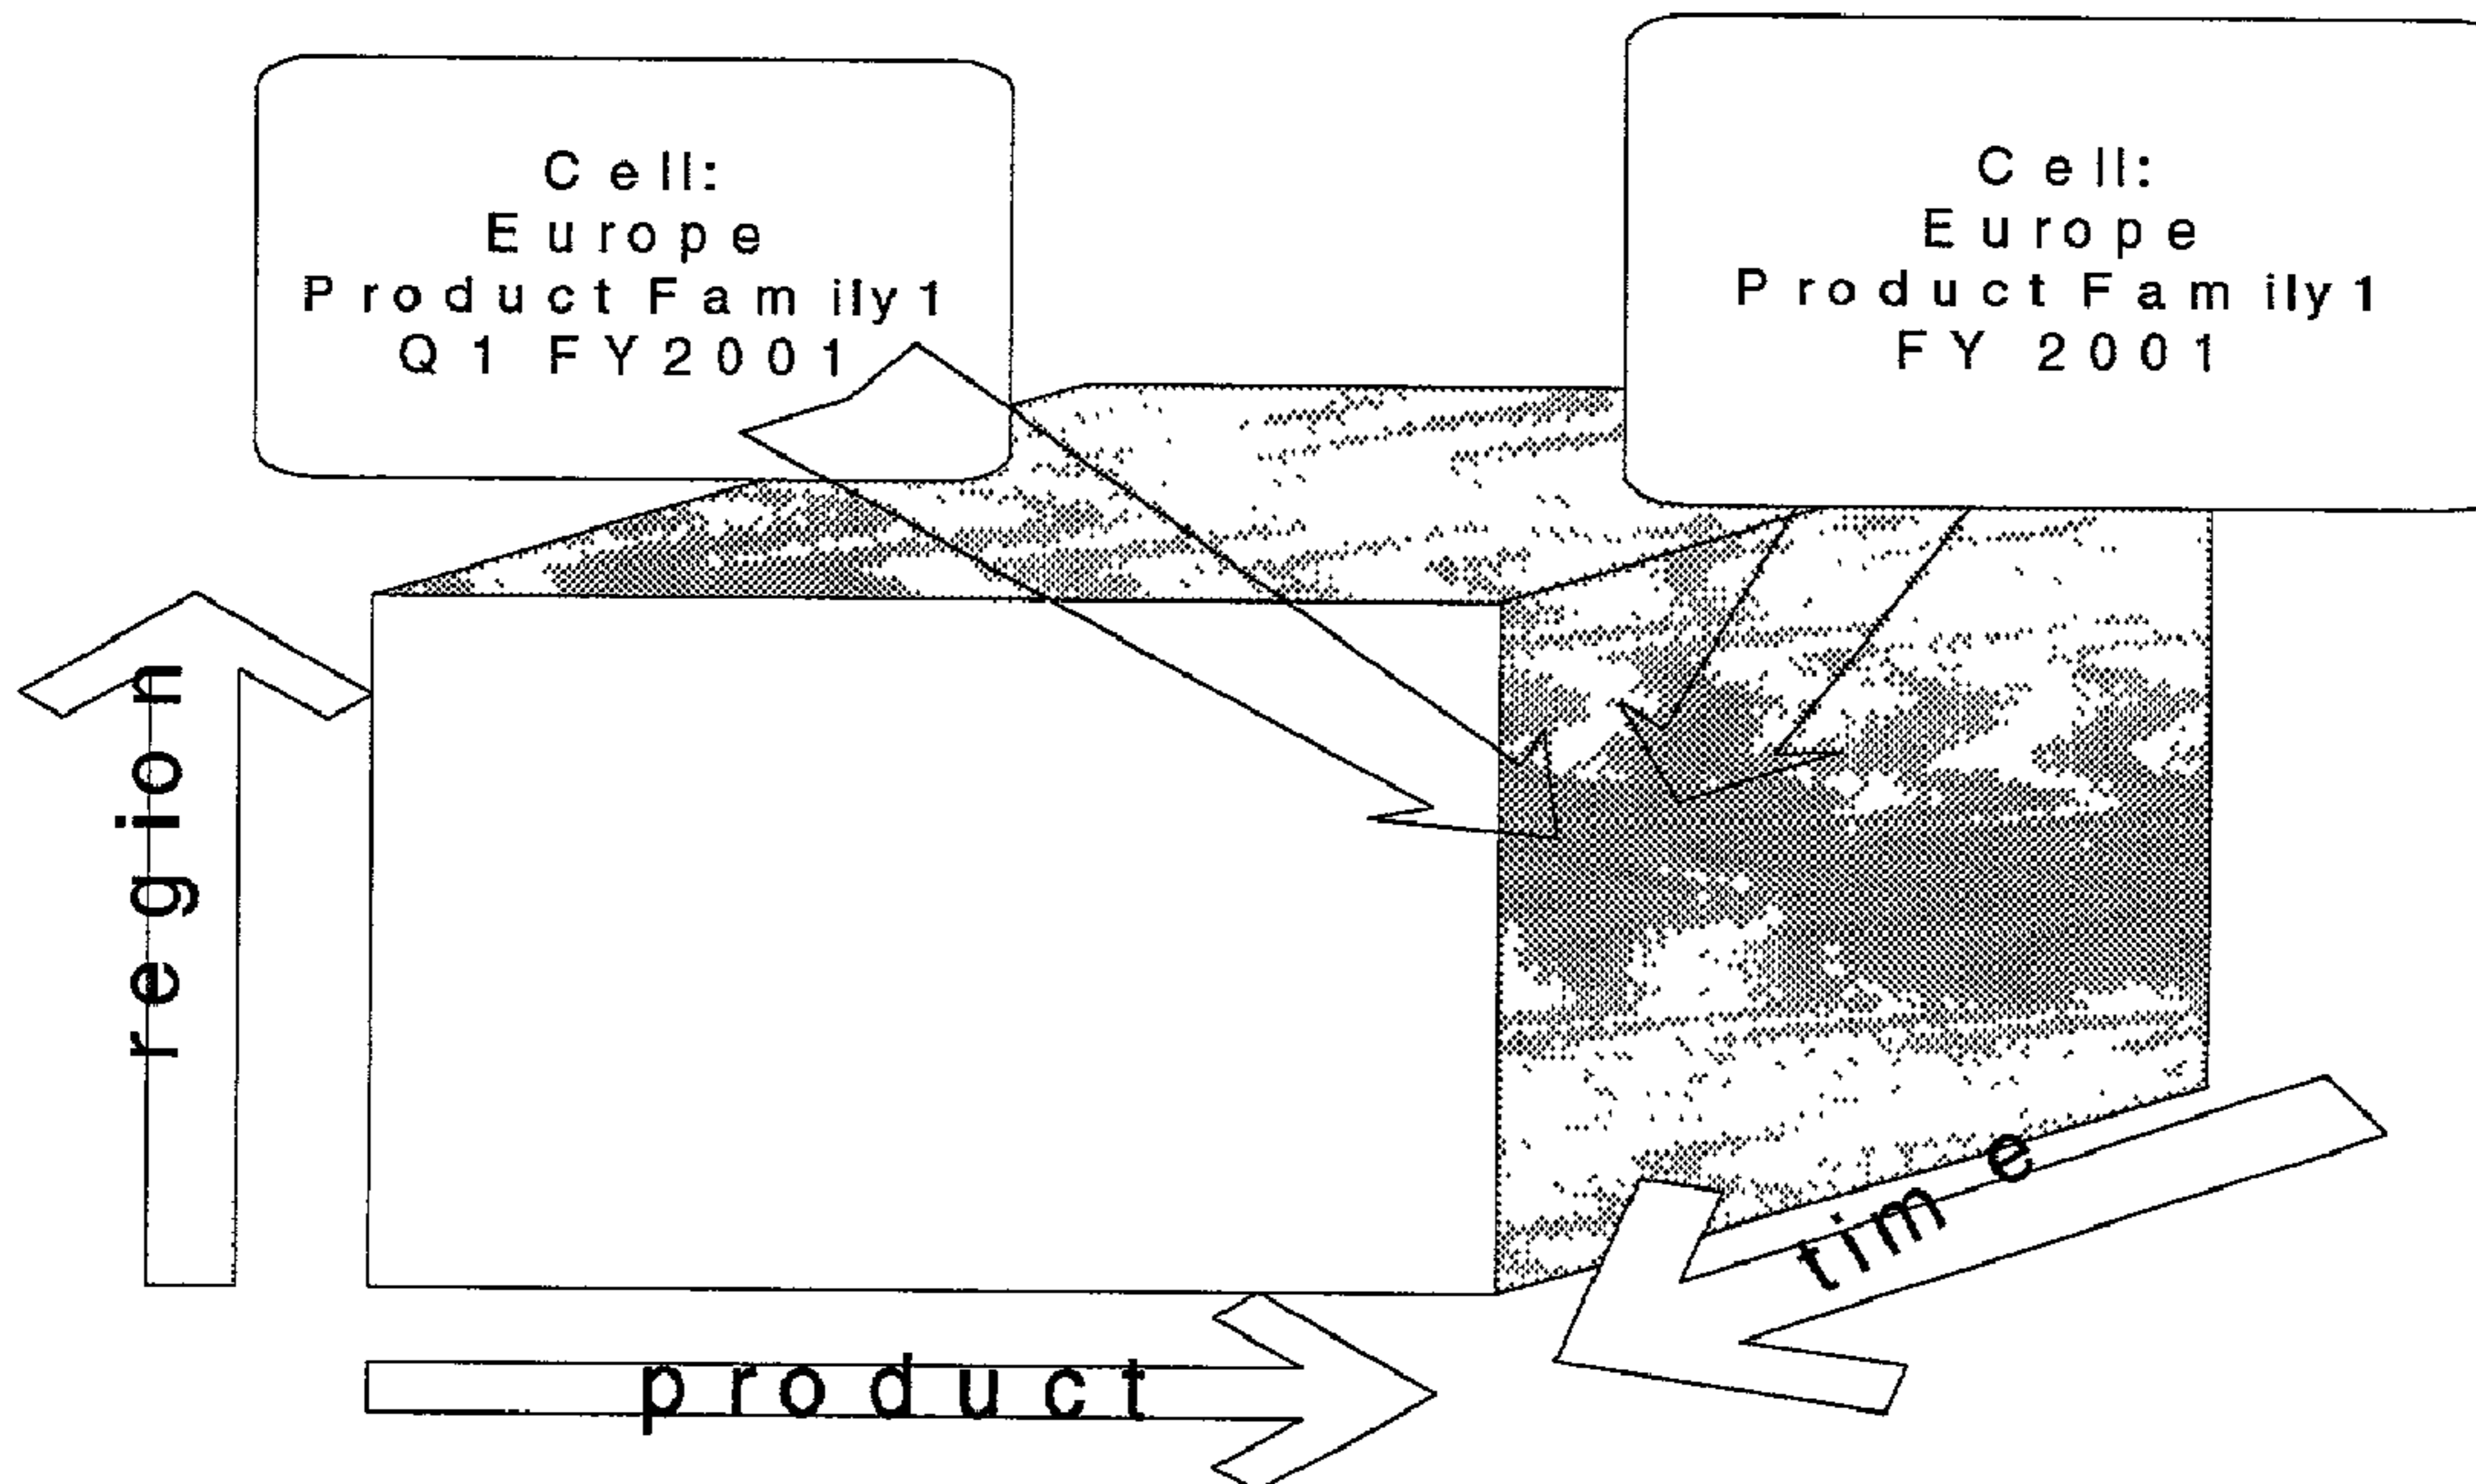 Cell:
Europe
Product Family1
Q1 FY2001
Cell:
Europe
Product Family1
FY 2001
region
time
product